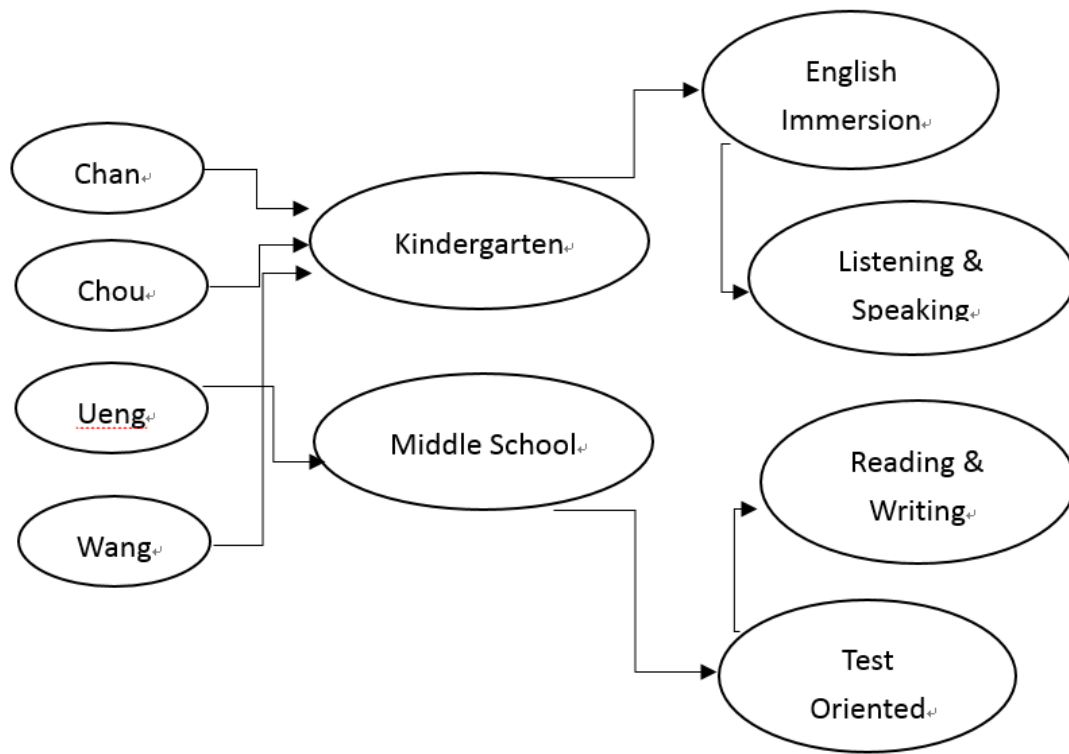 Chan
Chou
Ueng
Wang
Kindergarten
Middle School
English
Immersion
Listening &
Speaking
Reading &
Writing
Test
Oriented